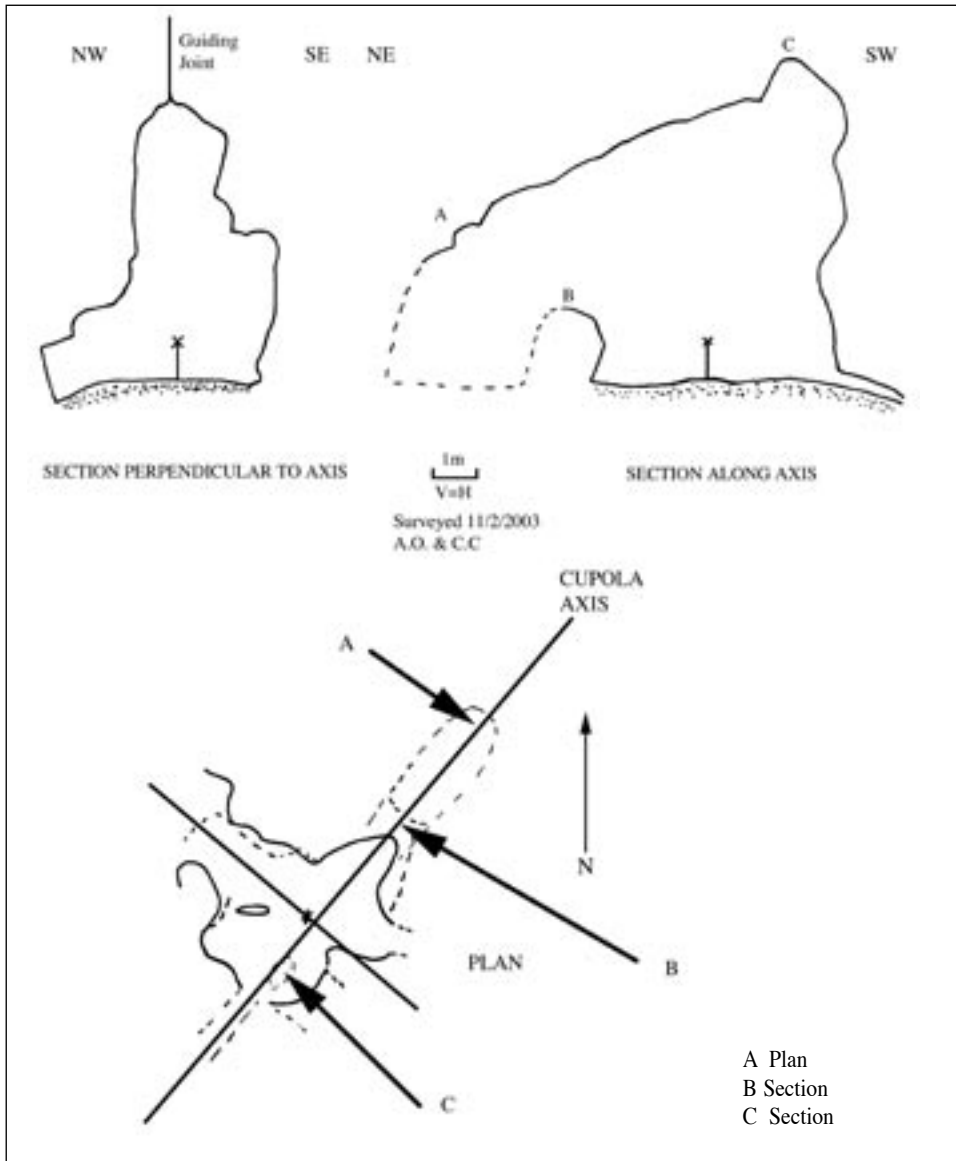 NW
Guiding
Joint
SE
NE
C
SW
A
B
SECTION PERPENDICULAR TO AXIS
1m
V=H
SECTION ALONG AXIS
Surveyed 11/2/2003
A.O. & C.C
CUPOLA
AXIS
A
N
PLAN
B
C
A Plan
B Section
C Section